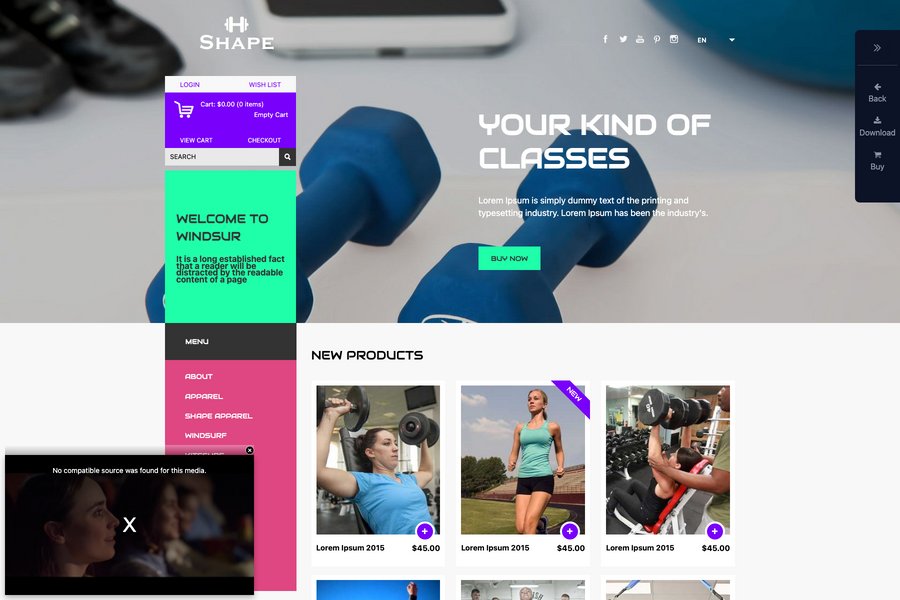 H
SHAPE
EN
LOGIN
WISH LIST
Cart: $0.00 (0 items)
Empty Cart
VIEW CART
CHECKOUT
SEARCH
YOUR KIND OF
CLASSES
Lorem Ipsum is simply dummy text of the printing and
typesetting industry. Lorem Ipsum has been the industry's.
BUY NOW
Back
Download
Buy
WELCOME TO
WINDSUR
It is a long established fact
that a reader will be
distracted by the readable
content of a page
MENU
ABOUT
APPAREL
SHAPE APPAREL
WINDSURF
NEW PRODUCTS
NEW
Lorem Ipsum 2015
$45.00
Lorem Ipsum 2015
$45.00
Lorem Ipsum 2015
$45.00
No compatible source was found for this media.
X